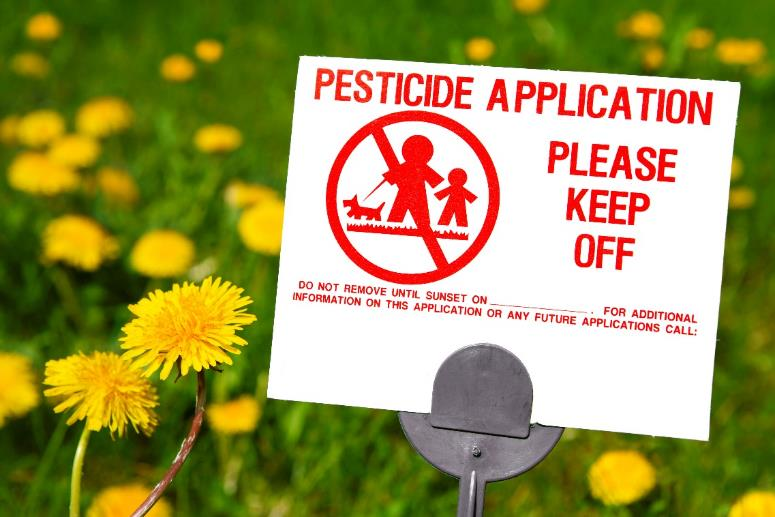 PESTICIDE APPLICATION
PLEASE
KEEP
OFF
DO NOT REMOVE UNTIL SUNSET ON ____________. FOR ADDITIONAL
INFORMATION ON THIS APPLICATION OR ANY FUTURE APPLICATIONS CALL: